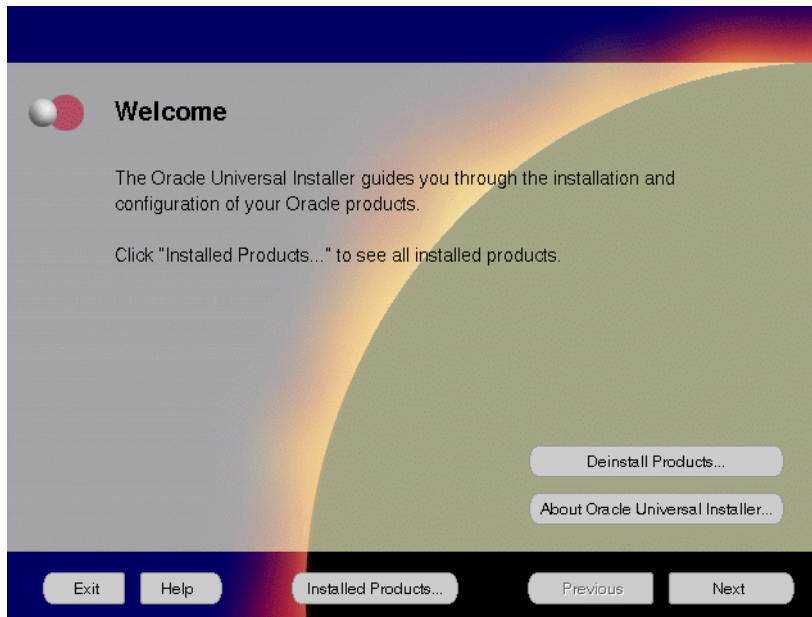 Welcome
The Oracle Universal Installer guides you through the installation and
configuration of your Oracle products.
Click "Installed Products..." to see all installed products.
Deinstall Products...
About Oracle Universal Installer...
Exit
Help
Installed Products...
Previous
Next